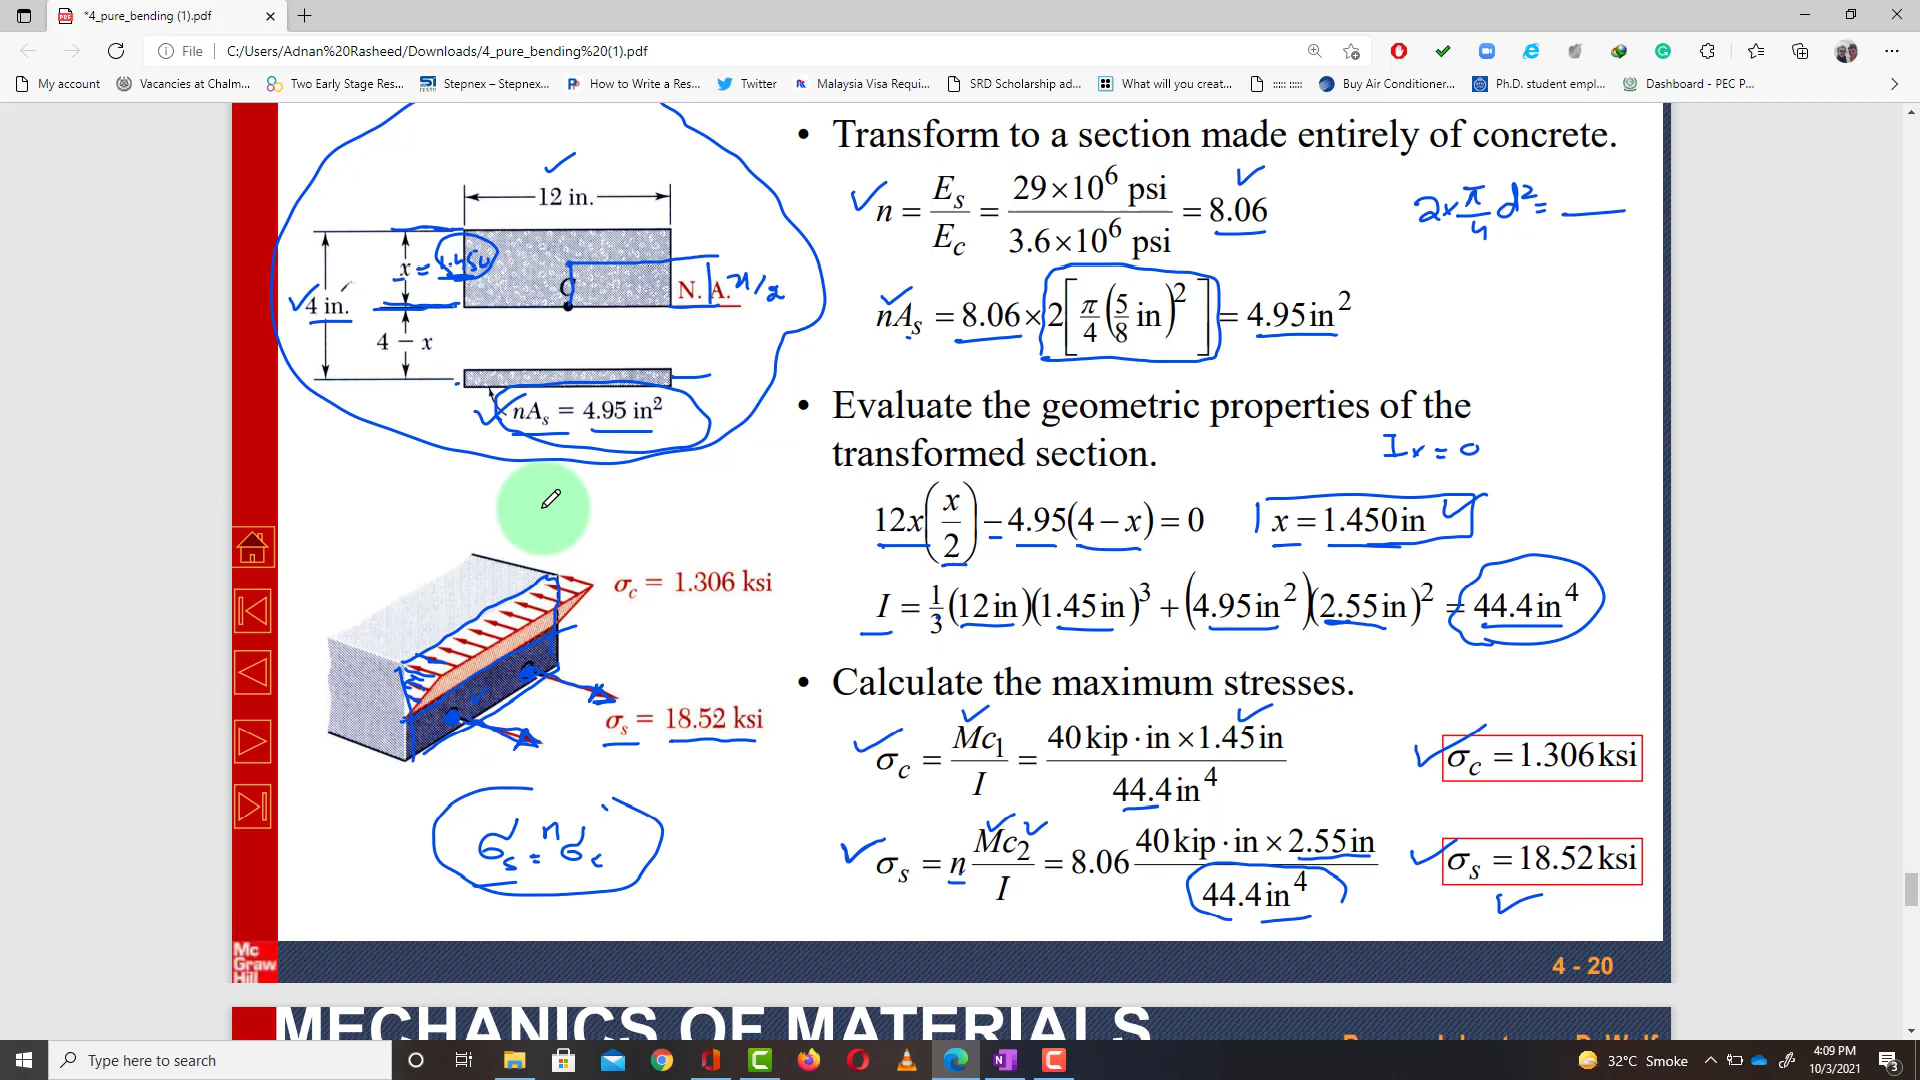 *4_pure_bending (1).pdf
File C:/Users/Adnan%20Rasheed/Downloads/4_pure_bending%20(1).pdf
My account Vacancies at Chalm... Two Early Stage Res... Stepnex – Stepnex... How to Write a Res... Twitter Malaysia Visa Requi... SRD Scholarship ad... What will you creat... Buy Air Conditioner... Ph.D. student empl... Dashboard - PEC P...
• Transform to a section made entirely of concrete.
n = E_s/E_c = 29×10^6 psi / 3.6×10^6 psi = 8.06
2 × π/4 d^2 =
nA_s = 8.06×2[π/4 (5/8 in)^2] = 4.95 in^2
12 in.
x = 1.450
C
N. A. x/2
4 in.
4 − x
nA_s = 4.95 in^2
• Evaluate the geometric properties of the
transformed section.
I_x = 0
12x(x/2) − 4.95(4 − x) = 0 x = 1.450 in
I = 1/3 (12 in)(1.45 in)^3 + (4.95 in^2)(2.55 in)^2 = 44.4 in^4
σ_c = 1.306 ksi
σ_s = 18.52 ksi
σ_s = n σ_c
• Calculate the maximum stresses.
σ_c = Mc_1/I = 40 kip·in × 1.45 in / 44.4 in^4 σ_c = 1.306 ksi
σ_s = n Mc_2/I = 8.06 40 kip·in × 2.55 in / 44.4 in^4 σ_s = 18.52 ksi
Mc
Graw
Hill
4 - 20
MECHANICS OF MATERIALS
Type here to search
32°C Smoke
4:09 PM
10/3/2021
3